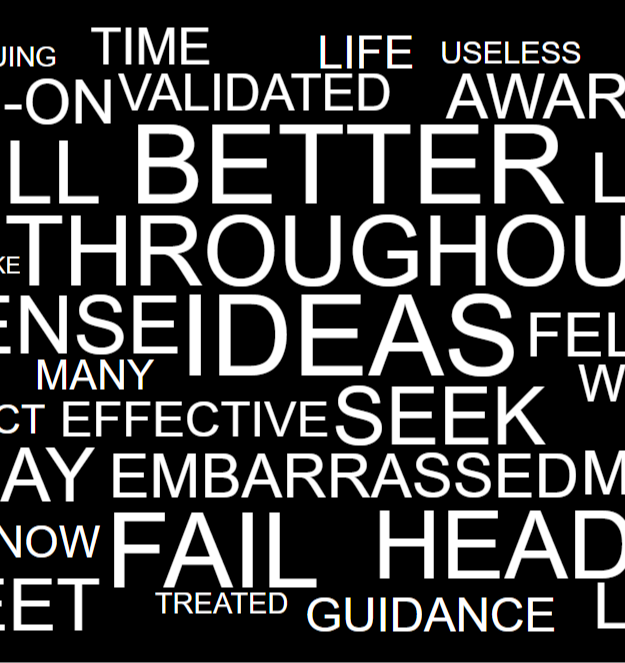 UING TIME LIFE USELESS
-ON VALIDATED AWAR
LL BETTER L
KE THROUGHOU
ENSE IDEAS FEL
MANY W
CT EFFECTIVE SEEK
AY EMBARRASSED M
NOW FAIL HEAD
EET TREATED GUIDANCE L